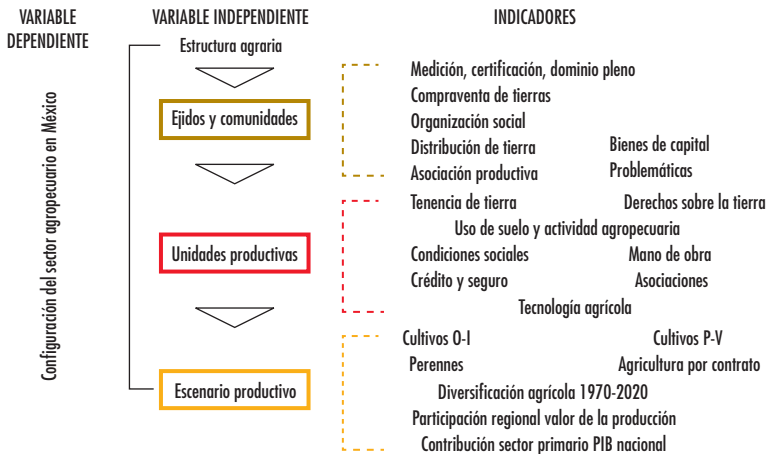 VARIABLE DEPENDIENTE
VARIABLE INDEPENDIENTE
INDICADORES
Configuración del sector agropecuario en México
Estructura agraria
Ejidos y comunidades
Medición, certificación, dominio pleno
Compraventa de tierras
Organización social
Distribución de tierra
Bienes de capital
Asociación productiva
Problemáticas
Unidades productivas
Tenencia de tierra
Derechos sobre la tierra
Uso de suelo y actividad agropecuaria
Condiciones sociales
Mano de obra
Crédito y seguro
Asociaciones
Tecnología agrícola
Escenario productivo
Cultivos O-I
Cultivos P-V
Perennes
Agricultura por contrato
Diversificación agrícola 1970-2020
Participación regional valor de la producción
Contribución sector primario PIB nacional